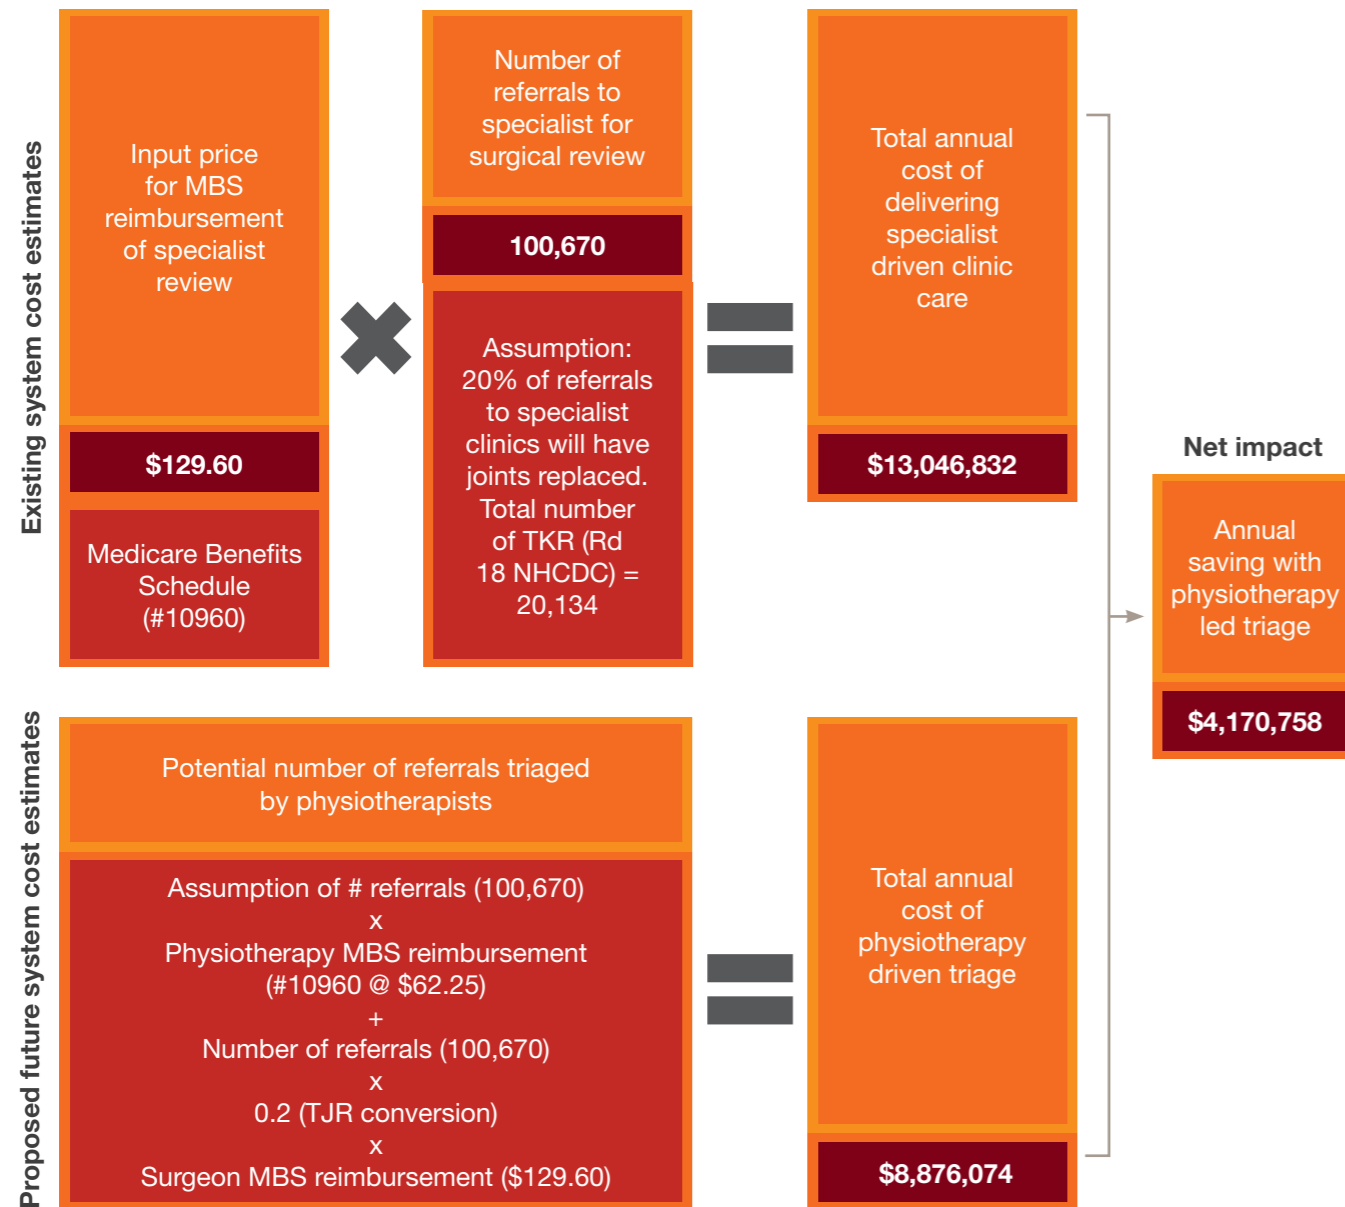 Existing system cost estimates
Input price
for MBS
reimbursement
of specialist
review
$129.60
Medicare Benefits
Schedule
(#10960)
Number of
referrals to
specialist for
surgical review
100,670
Assumption:
20% of referrals
to specialist
clinics will have
joints replaced.
Total number
of TKR (Rd
18 NHCDC) =
20,134
Total annual
cost of
delivering
specialist
driven clinic
care
$13,046,832
Net impact
Annual
saving with
physiotherapy
led triage
$4,170,758
Proposed future system cost estimates
Potential number of referrals triaged
by physiotherapists
Assumption of # referrals (100,670)
x
Physiotherapy MBS reimbursement
(#10960 @ $62.25)
+
Number of referrals (100,670)
x
0.2 (TJR conversion)
x
Surgeon MBS reimbursement ($129.60)
Total annual
cost of
physiotherapy
driven triage
$8,876,074